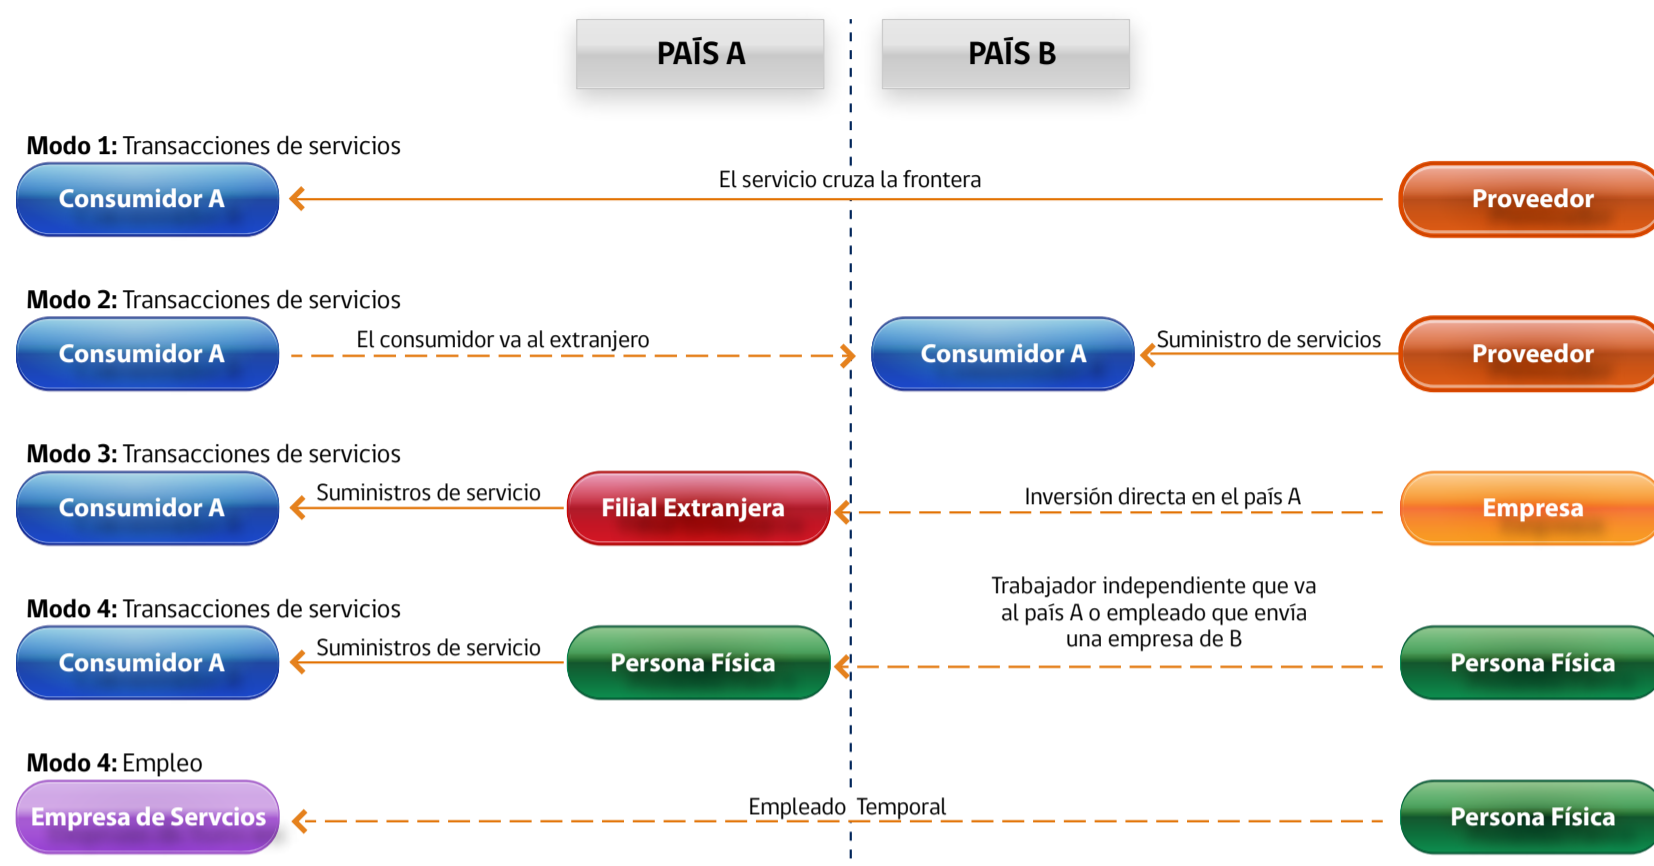 PAÍS A
PAÍS B
Modo 1: Transacciones de servicios
Consumidor A
El servicio cruza la frontera
Proveedor
Modo 2: Transacciones de servicios
Consumidor A
El consumidor va al extranjero
Consumidor A
Suministro de servicios
Proveedor
Modo 3: Transacciones de servicios
Consumidor A
Suministros de servicio
Filial Extranjera
Inversión directa en el país A
Empresa
Modo 4: Transacciones de servicios
Consumidor A
Suministros de servicio
Persona Física
Trabajador independiente que va
al país A o empleado que envía
una empresa de B
Persona Física
Modo 4: Empleo
Empresa de Servcios
Empleado Temporal
Persona Física